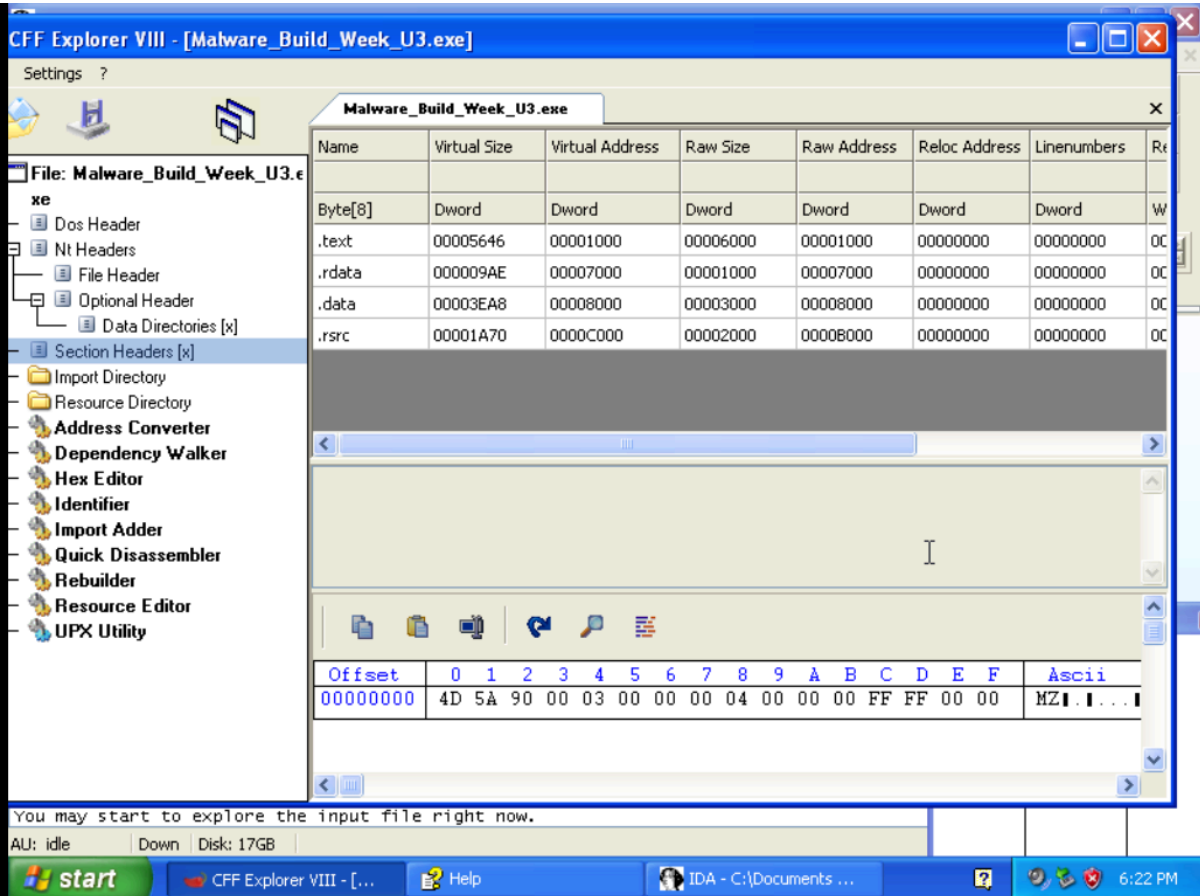 CFF Explorer VIII - [Malware_Build_Week_U3.exe]
Settings ?
Malware_Build_Week_U3.exe
File: Malware_Build_Week_U3.e
xe
Dos Header
Nt Headers
File Header
Optional Header
Data Directories [x]
Section Headers [x]
Import Directory
Resource Directory
Address Converter
Dependency Walker
Hex Editor
Identifier
Import Adder
Quick Disassembler
Rebuilder
Resource Editor
UPX Utility
Name Virtual Size Virtual Address Raw Size Raw Address Reloc Address Linenumbers Re
Byte[8] Dword Dword Dword Dword Dword Dword W
.text 00005646 00001000 00006000 00001000 00000000 00000000 00
.rdata 000009AE 00007000 00001000 00007000 00000000 00000000 00
.data 00003EA8 00008000 00003000 00008000 00000000 00000000 00
.rsrc 00001A70 0000C000 00002000 0000B000 00000000 00000000 00
Offset 0 1 2 3 4 5 6 7 8 9 A B C D E F Ascii
00000000 4D 5A 90 00 03 00 00 00 04 00 00 00 FF FF 00 00 MZ▌.▌...▌
You may start to explore the input file right now.
AU: idle Down Disk: 17GB
start CFF Explorer VIII - [... Help IDA - C:\Documents ... 6:22 PM